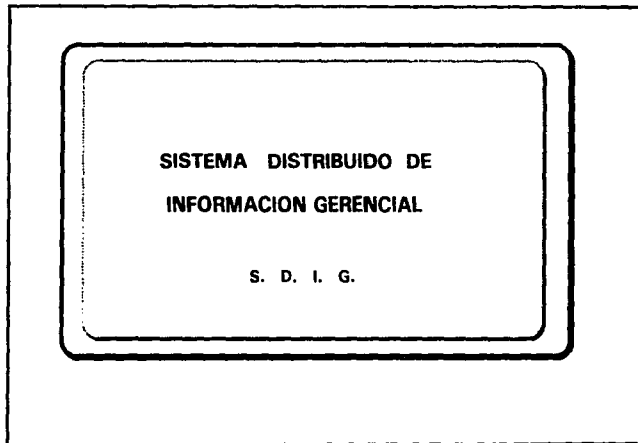 SISTEMA DISTRIBUIDO DE
INFORMACION GERENCIAL
S. D. I. G.